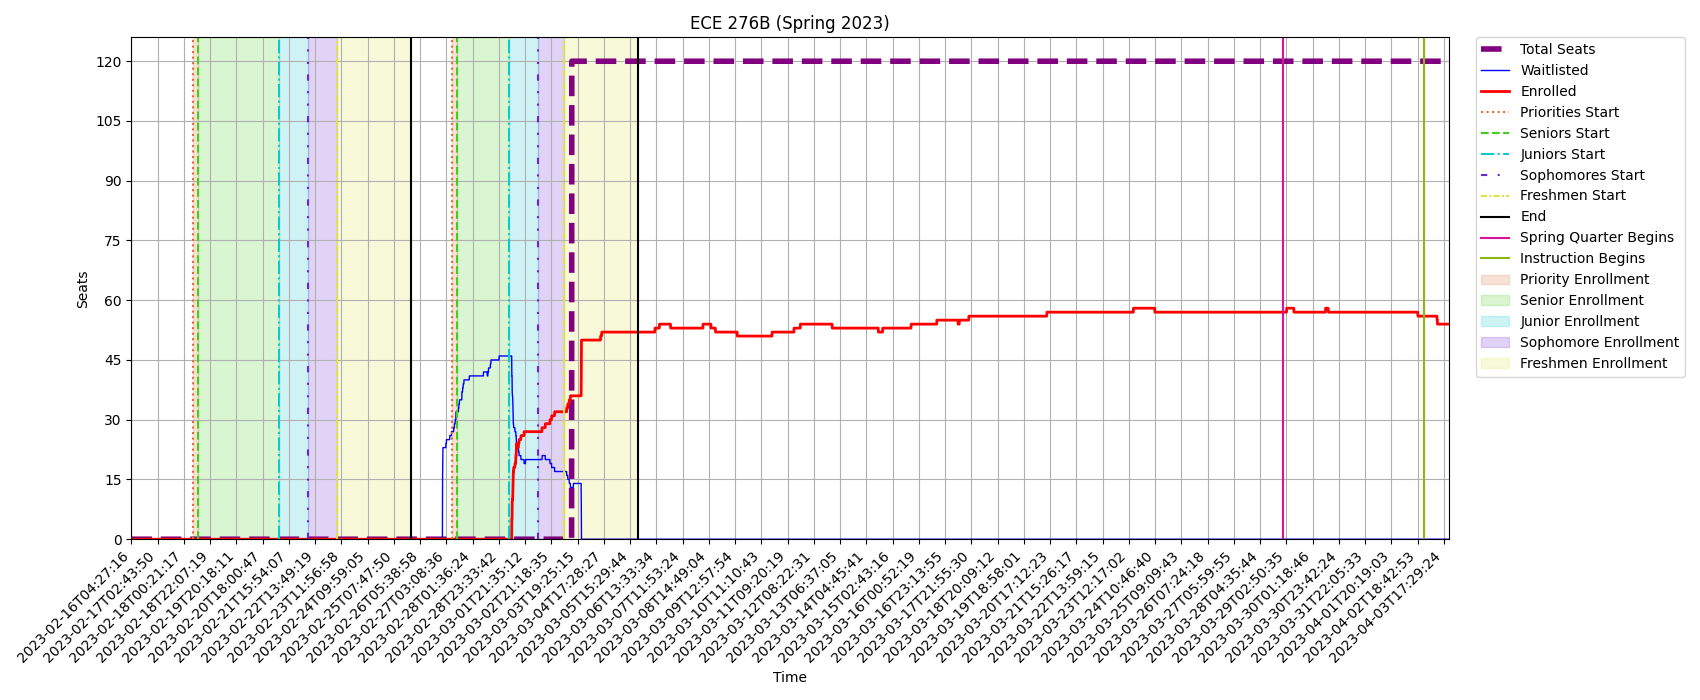 ECE 276B (Spring 2023)
Seats
120
105
90
75
60
45
30
15
0
2023-02-16T04:27:16
2023-02-17T02:43:50
2023-02-18T00:21:17
2023-02-18T22:07:19
2023-02-19T20:18:11
2023-02-20T18:00:47
2023-02-21T15:54:07
2023-02-22T13:49:19
2023-02-23T11:56:58
2023-02-24T09:59:05
2023-02-25T07:47:50
2023-02-26T05:38:58
2023-02-27T03:08:36
2023-02-28T01:36:24
2023-02-28T23:33:42
2023-03-01T21:35:12
2023-03-02T21:18:35
2023-03-03T19:25:15
2023-03-04T17:28:27
2023-03-05T15:29:44
2023-03-06T13:33:34
2023-03-07T11:53:24
2023-03-08T14:49:04
2023-03-09T12:57:54
2023-03-10T11:10:43
2023-03-11T09:20:19
2023-03-12T08:22:31
2023-03-13T06:37:05
2023-03-14T04:45:41
2023-03-15T02:43:16
2023-03-16T00:52:19
2023-03-16T23:13:55
2023-03-17T21:55:30
2023-03-18T20:09:12
2023-03-19T18:58:01
2023-03-20T17:12:23
2023-03-21T15:26:17
2023-03-22T13:59:15
2023-03-23T12:17:02
2023-03-24T10:46:40
2023-03-25T09:09:43
2023-03-26T07:24:18
2023-03-27T05:59:55
2023-03-28T04:35:44
2023-03-29T02:50:35
2023-03-30T01:18:46
2023-03-30T23:42:24
2023-03-31T22:05:33
2023-04-01T20:19:03
2023-04-02T18:42:53
2023-04-03T17:29:24
Time
Total Seats
Waitlisted
Enrolled
Priorities Start
Seniors Start
Juniors Start
Sophomores Start
Freshmen Start
End
Spring Quarter Begins
Instruction Begins
Priority Enrollment
Senior Enrollment
Junior Enrollment
Sophomore Enrollment
Freshmen Enrollment